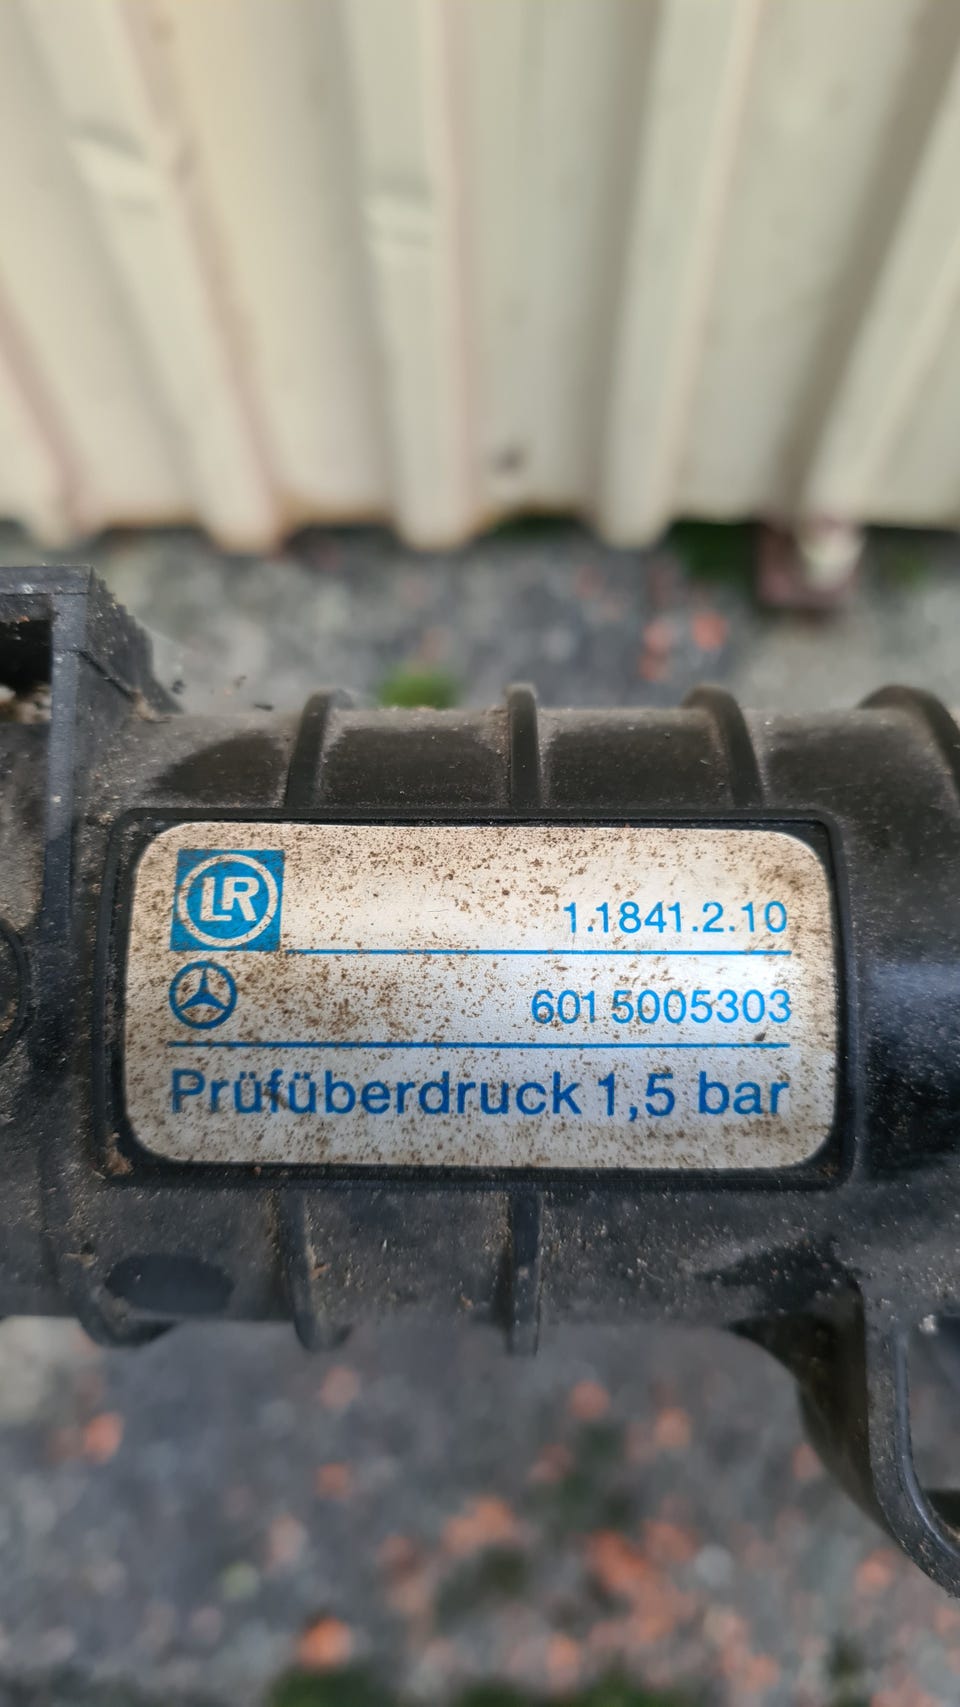 LR
1.1841.2.10
601 5005303
Prüfüberdruck 1,5 bar